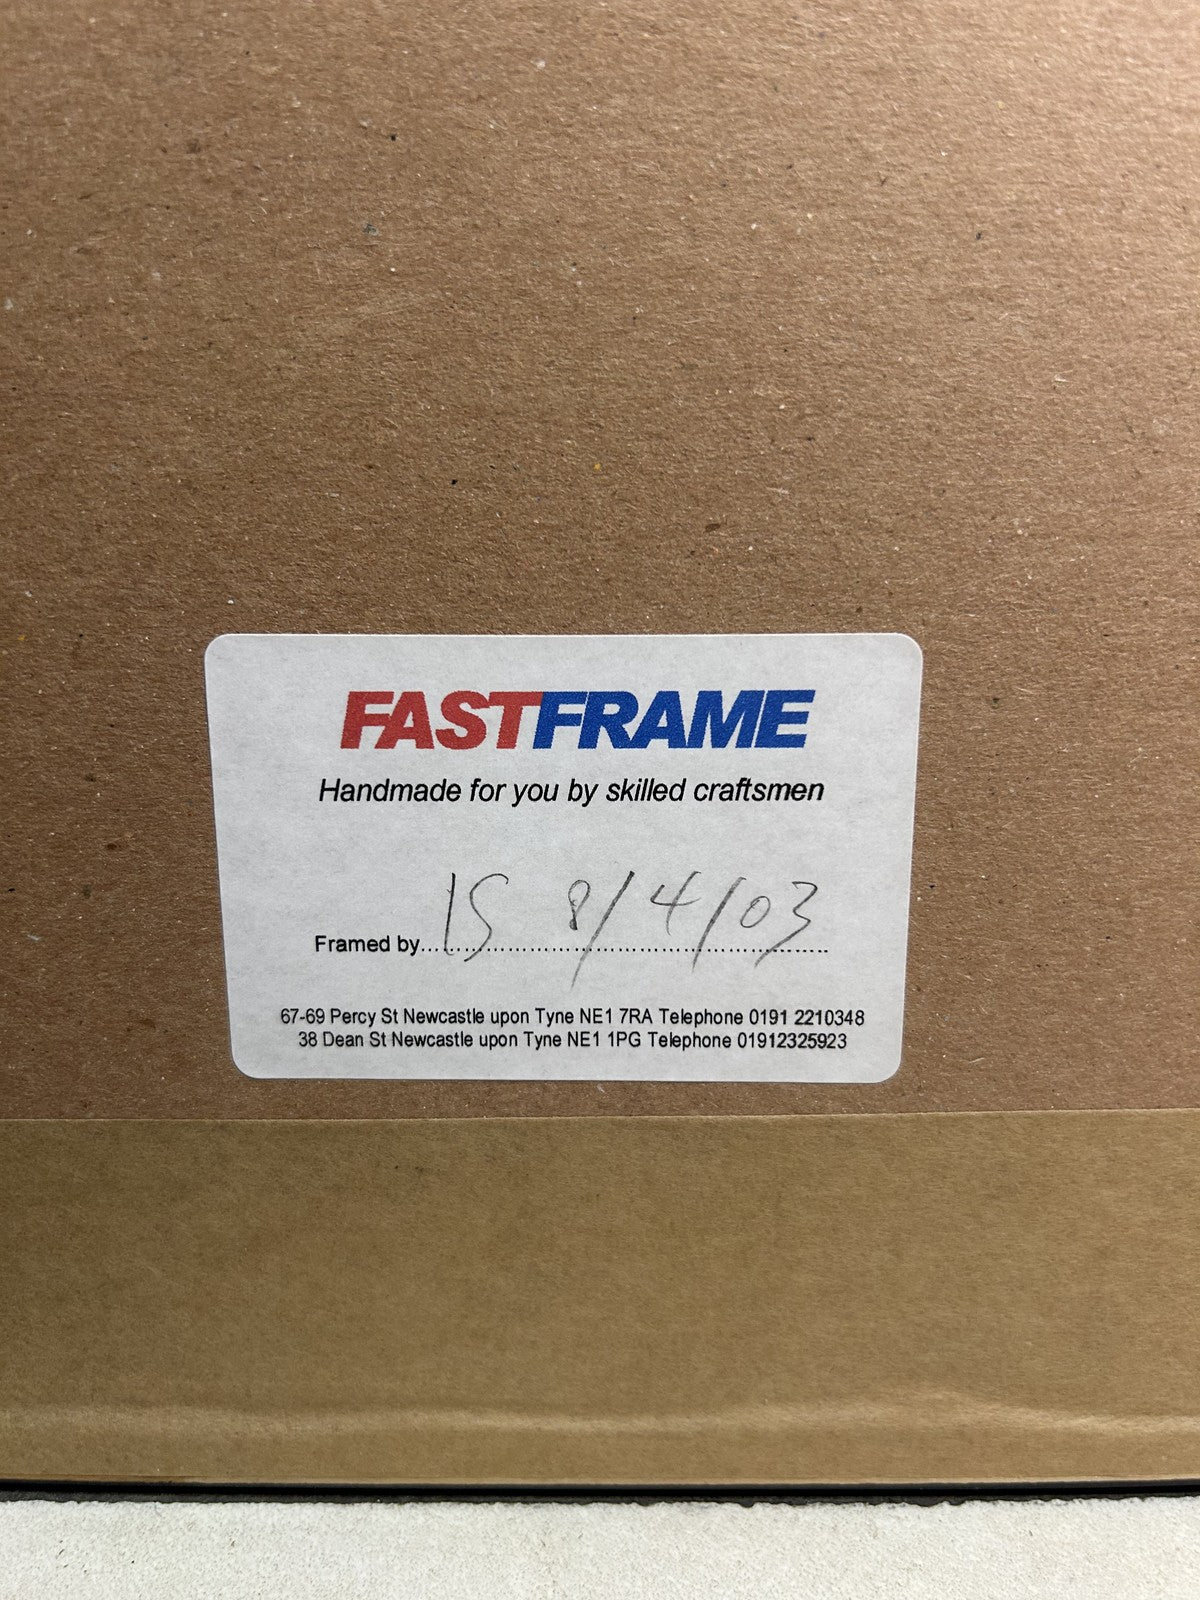 FASTFRAME
Handmade for you by skilled craftsmen
Framed by.... IS 8/4/03
67-69 Percy St Newcastle upon Tyne NE1 7RA Telephone 0191 2210348
38 Dean St Newcastle upon Tyne NE1 1PG Telephone 01912325923